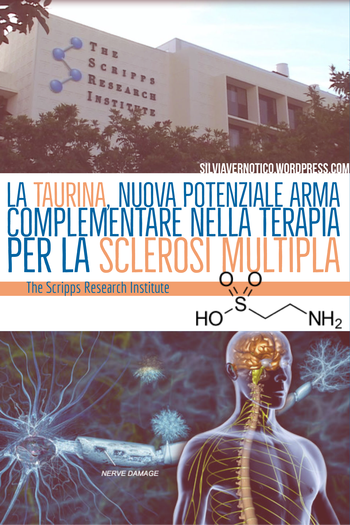 THE
SCRIPPS
RESEARCH
INSTITUTE
SILVIAVERNOTICO.WORDPRESS.COM
LA TAURINA, NUOVA POTENZIALE ARMA
COMPLEMENTARE NELLA TERAPIA
PER LA SCLEROSI MULTIPLA
The Scripps Research Institute
O O
S
HO NH2
NERVE DAMAGE